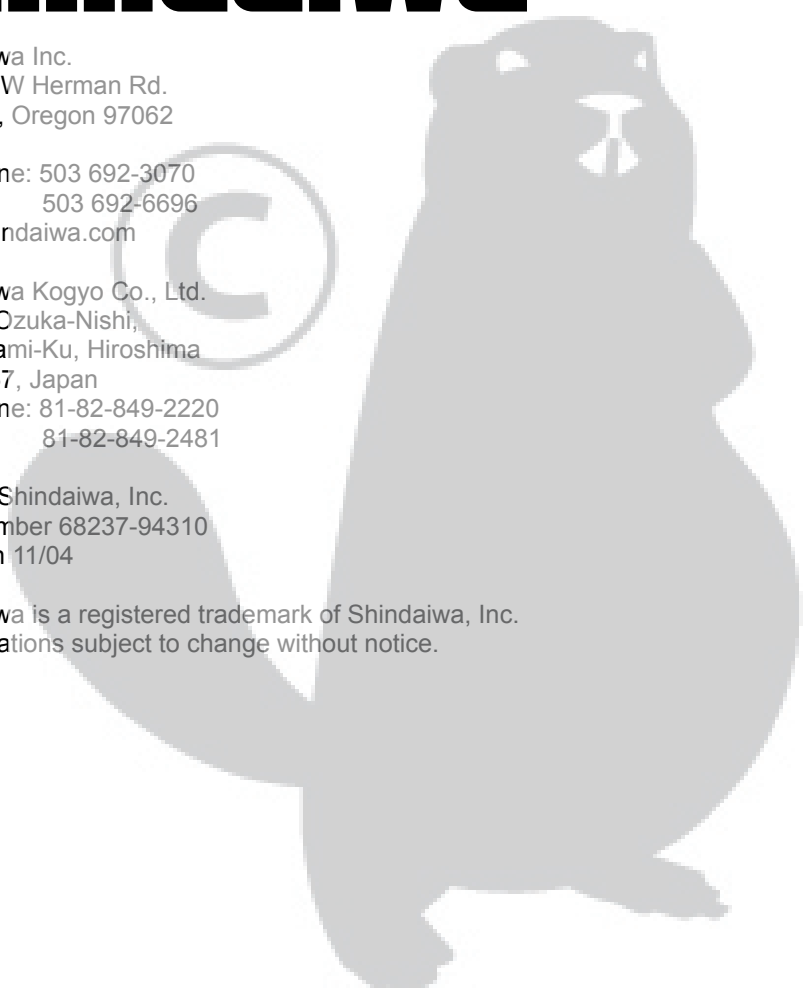 wa Inc.
W Herman Rd.
, Oregon 97062
ne: 503 692-3070
503 692-6696
ndaiwa.com
wa Kogyo Co., Ltd.
Ozuka-Nishi,
ami-Ku, Hiroshima
7, Japan
ne: 81-82-849-2220
81-82-849-2481
Shindaiwa, Inc.
mber 68237-94310
n 11/04
wa is a registered trademark of Shindaiwa, Inc.
ations subject to change without notice.
©